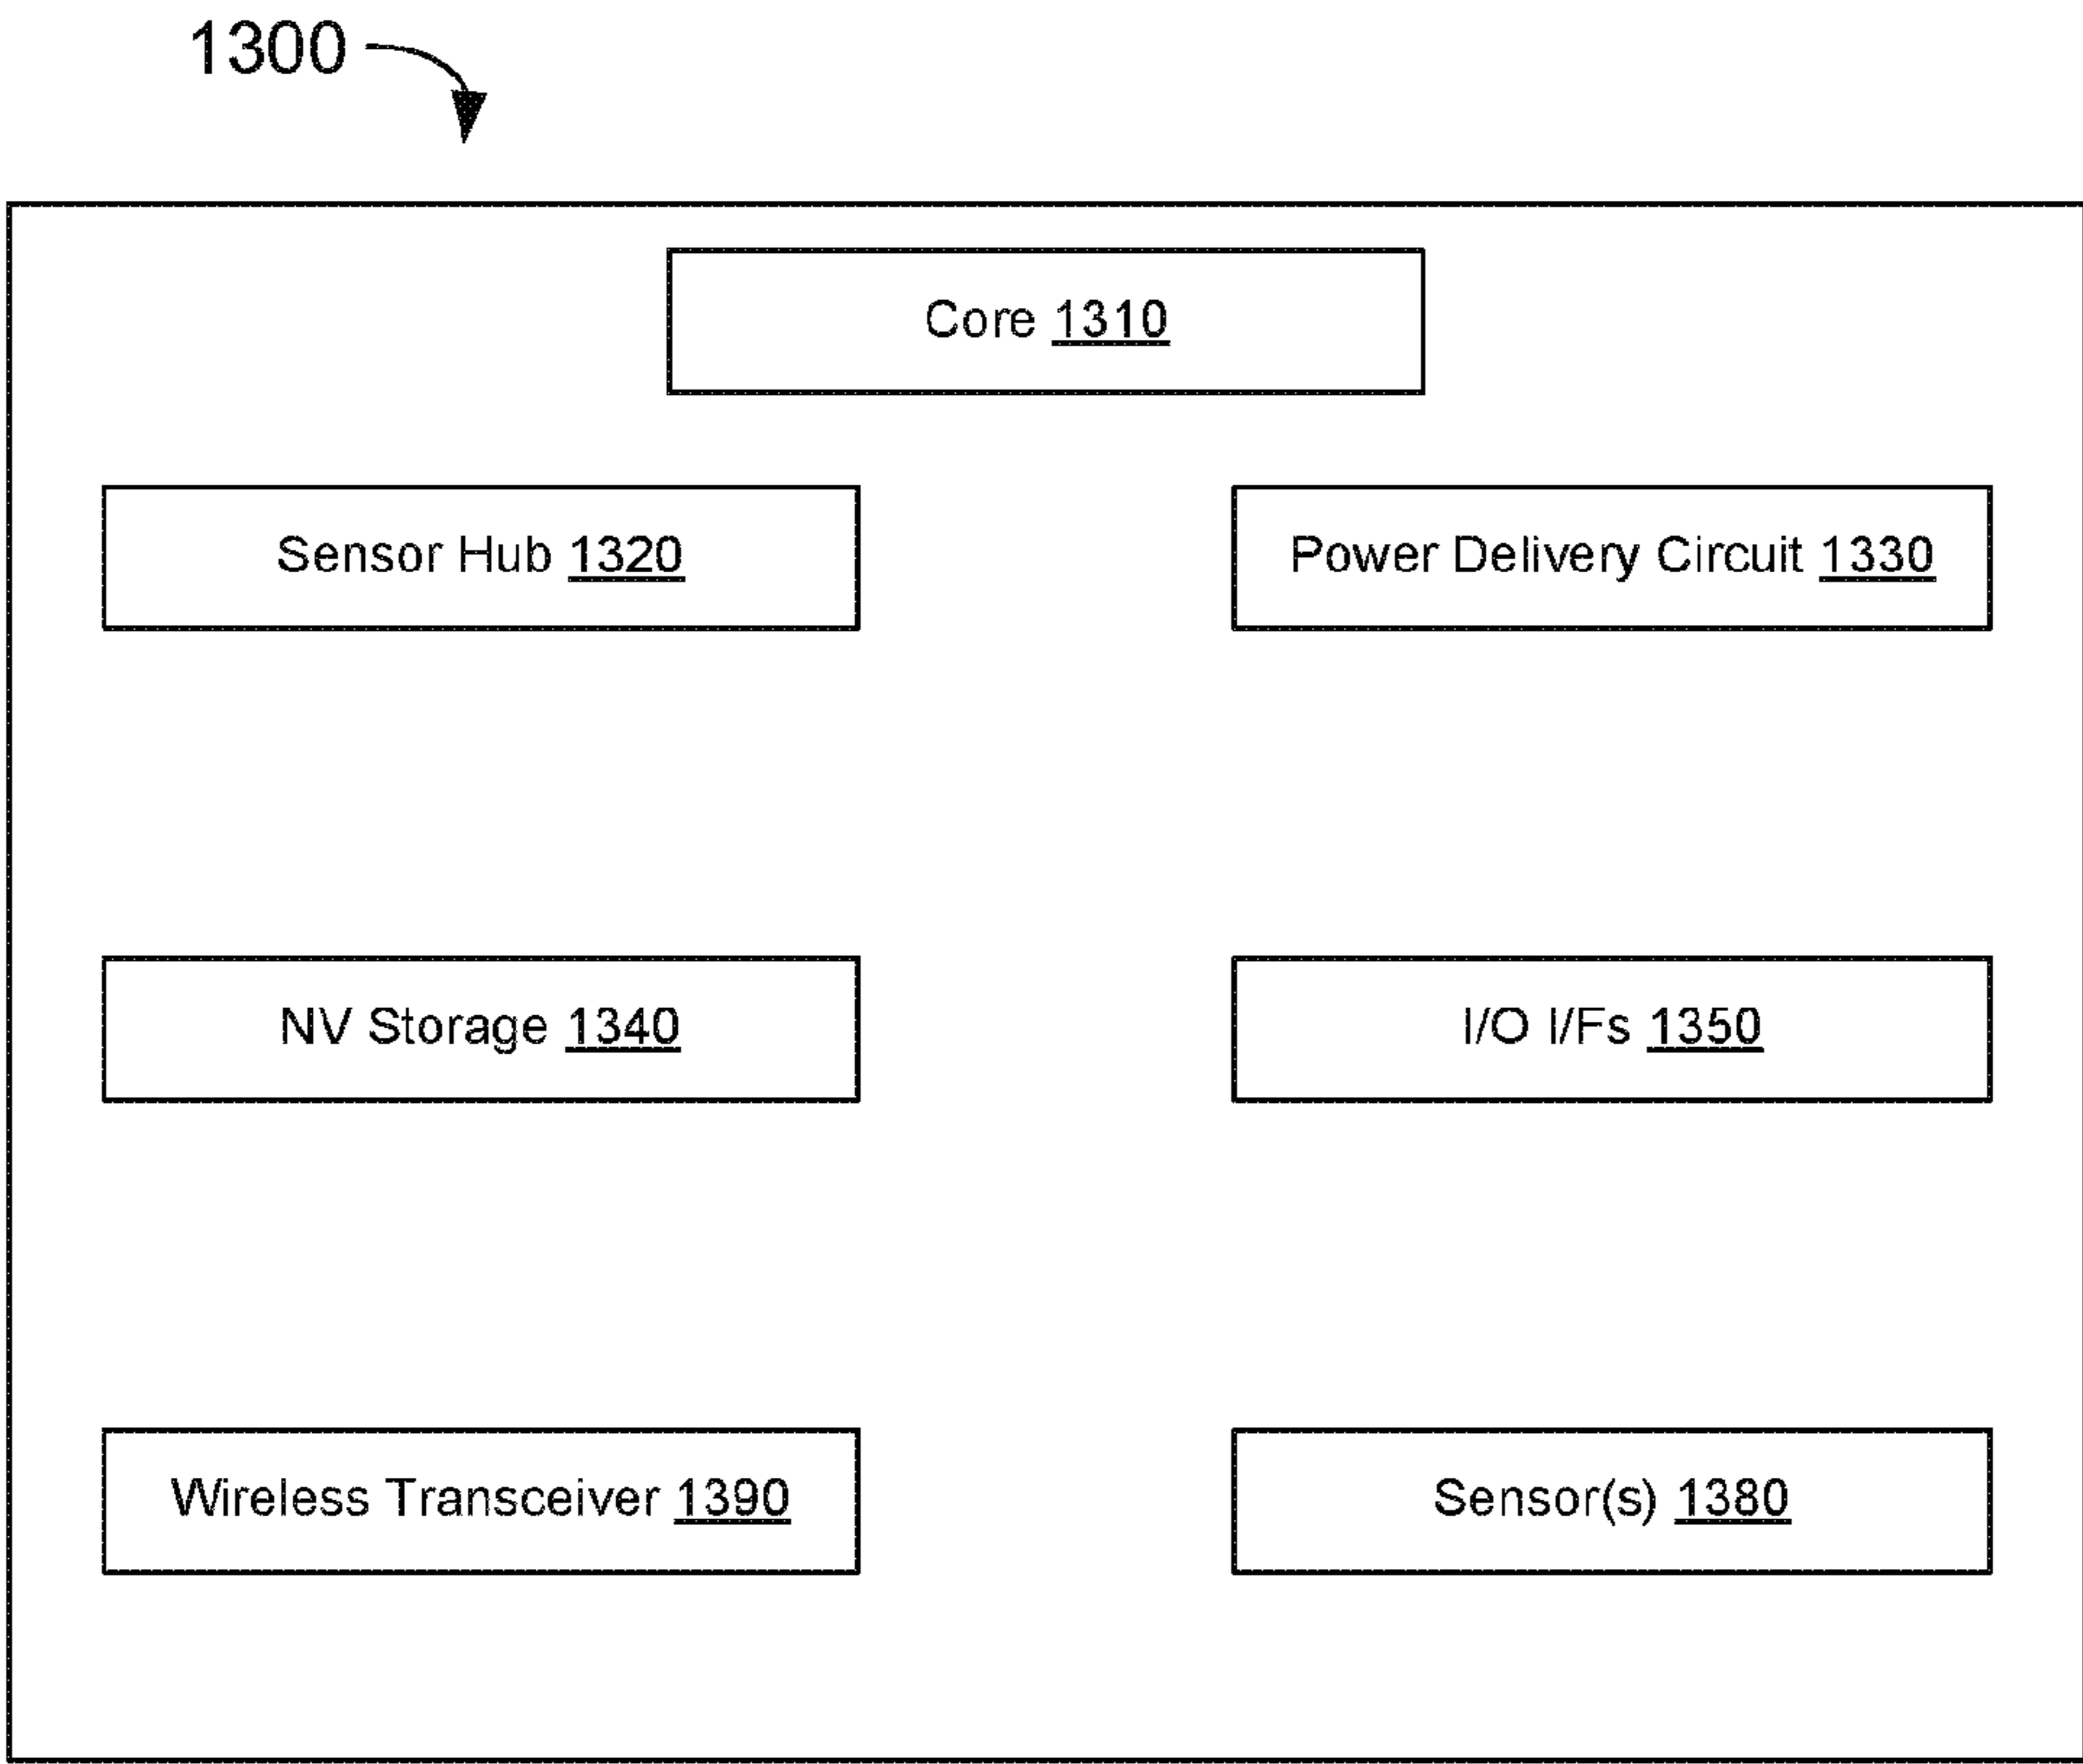 1300
Core 1310
Sensor Hub 1320
Power Delivery Circuit 1330
NV Storage 1340
I/O I/Fs 1350
Wireless Transceiver 1390
Sensor(s) 1380